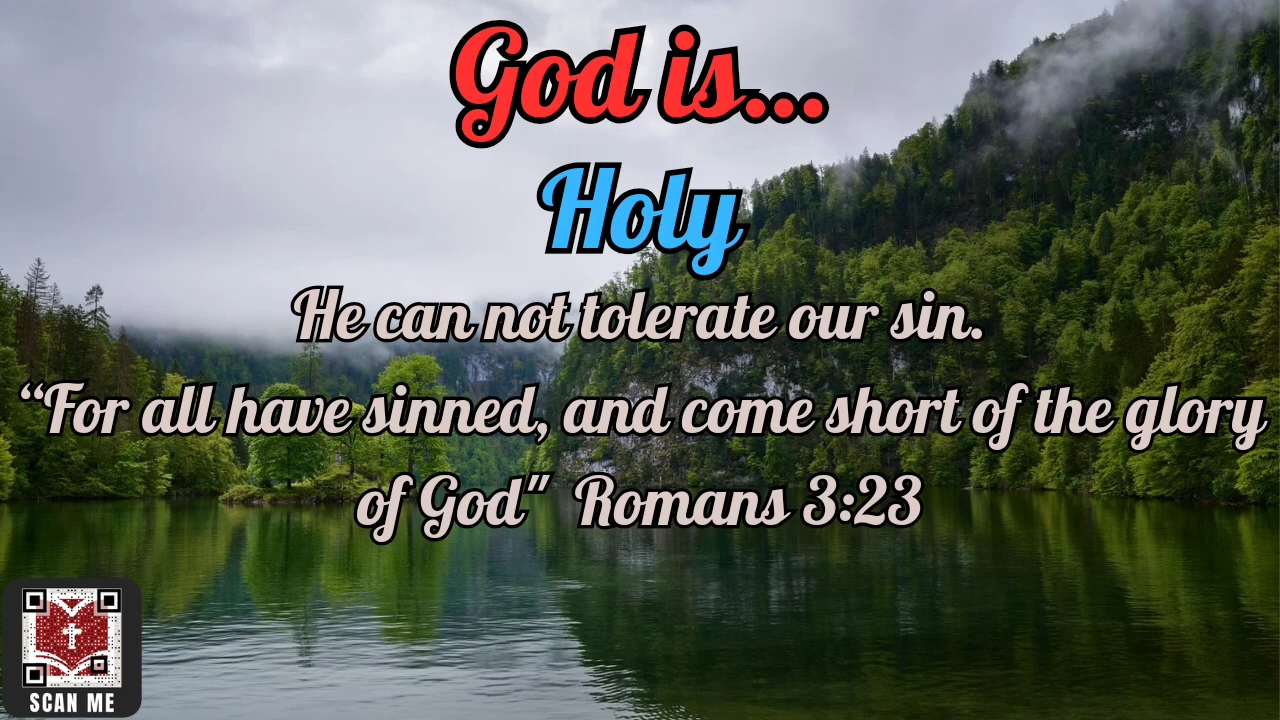 God is...
Holy
He can not tolerate our sin.
“For all have sinned, and come short of the glory
of God" Romans 3:23
SCAN ME